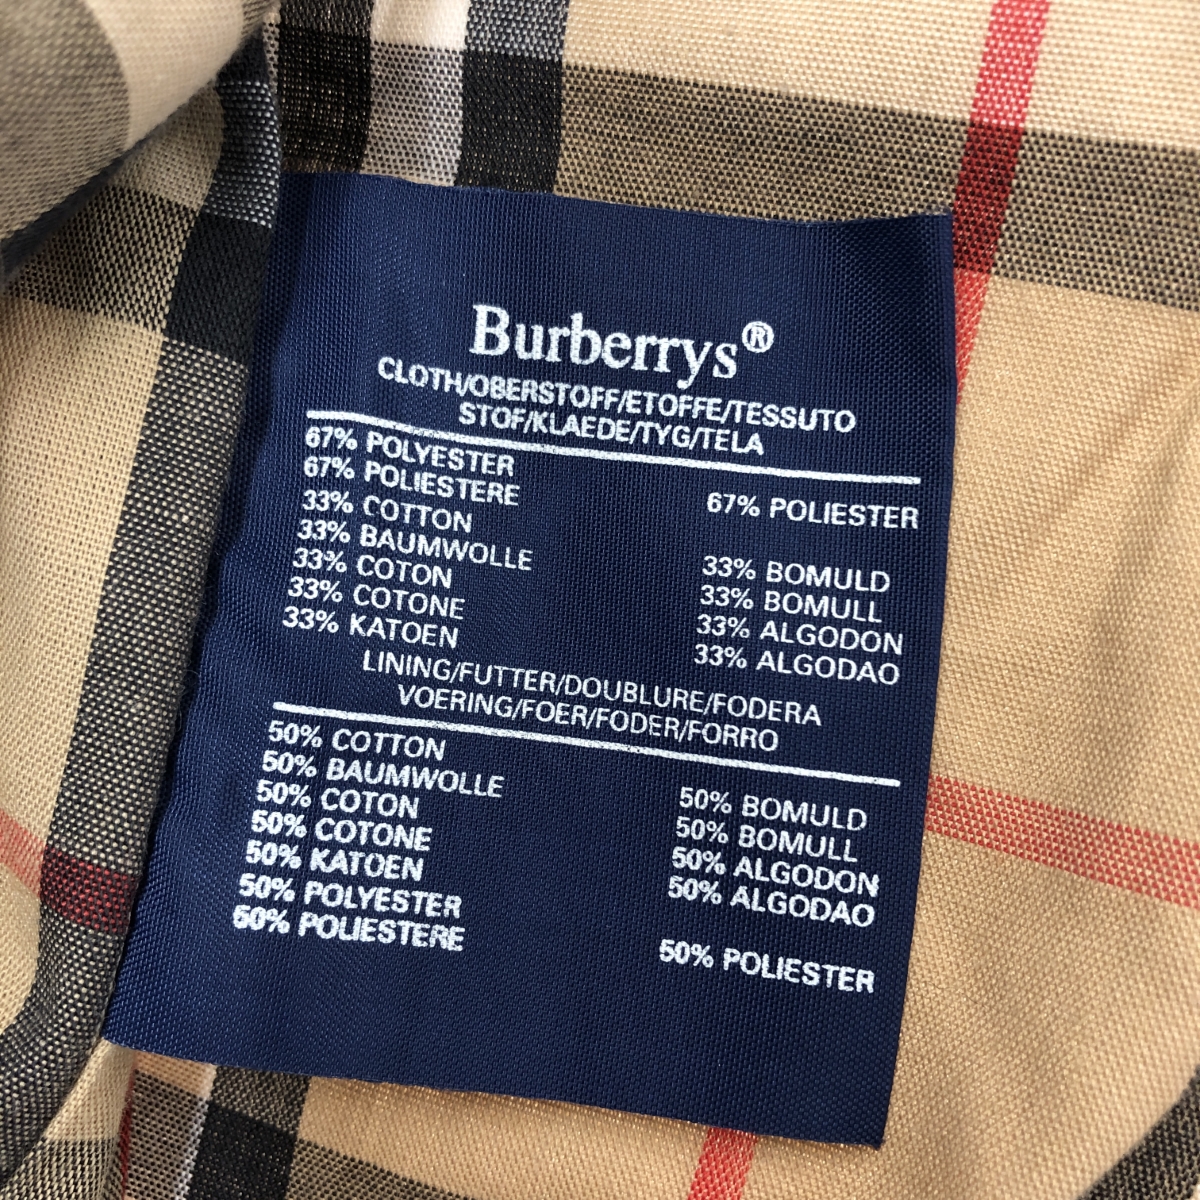 Burberrys®
CLOTH/OBERSTOFF/ETOFFE/TESSUTO
STOF/KLAEDE/TYG/TELA
67% POLYESTER
67% POLIESTERE
67% POLIESTER
33% COTTON
33% BAUMWOLLE
33% COTON
33% COTONE
33% KATOEN
33% BOMULD
33% BOMULL
33% ALGODON
33% ALGODAO
LINING/FUTTER/DOUBLURE/FODERA
VOERING/FOER/FODER/FORRO
50% COTTON
50% BAUMWOLLE
50% COTON
50% COTONE
50% KATOEN
50% POLYESTER
50% POLIESTERE
50% BOMULD
50% BOMULL
50% ALGODON
50% ALGODAO
50% POLIESTER